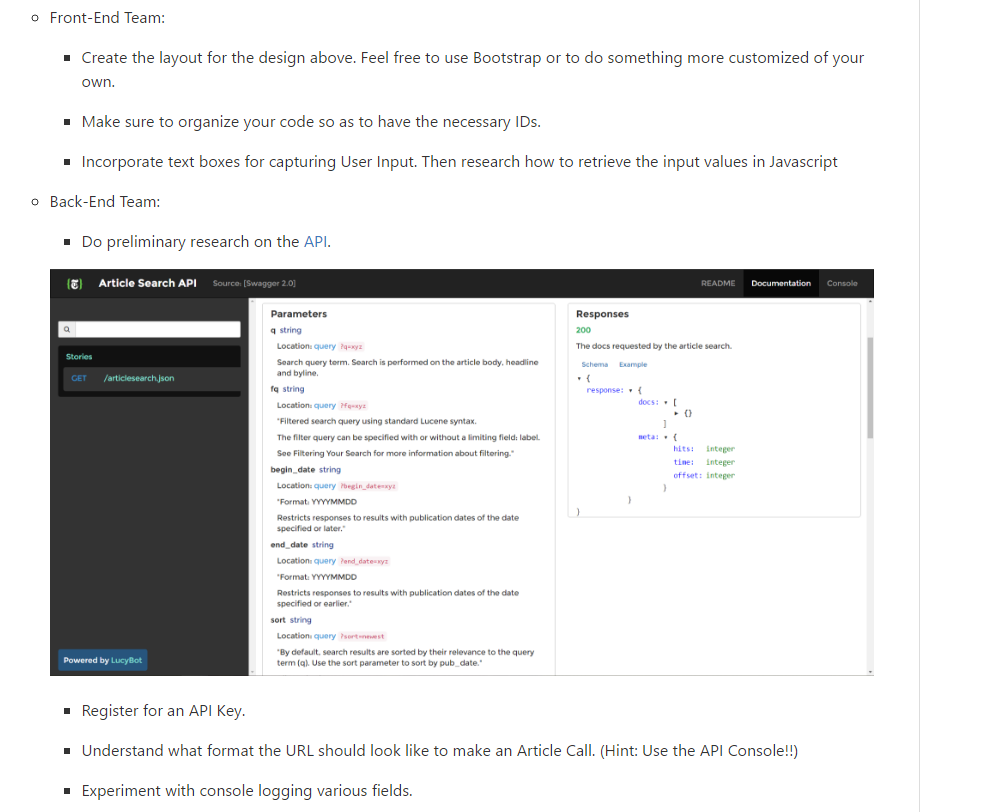 Front-End Team:
Create the layout for the design above. Feel free to use Bootstrap or to do something more customized of your
own.
Make sure to organize your code so as to have the necessary IDs.
Incorporate text boxes for capturing User Input. Then research how to retrieve the input values in Javascript
Back-End Team:
Do preliminary research on the API.
Article Search API Source: [Swagger 2.0] README Documentation Console
Stories
GET /articlesearch.json
Powered by LucyBot
Parameters
q string
Location: query ?q=xyz
Search query term. Search is performed on the article body, headline
and byline.
fq string
Location: query ?fq=xyz
"Filtered search query using standard Lucene syntax.
The filter query can be specified with or without a limiting field: label.
See Filtering Your Search for more information about filtering."
begin_date string
Location: query ?begin_date=xyz
"Format: YYYYMMDD
Restricts responses to results with publication dates of the date
specified or later."
end_date string
Location: query ?end_date=xyz
"Format: YYYYMMDD
Restricts responses to results with publication dates of the date
specified or earlier."
sort string
Location: query ?sort=newest
"By default, search results are sorted by their relevance to the query
term (q). Use the sort parameter to sort by pub_date."
Responses
200
The docs requested by the article search.
Schema Example
{
response: {
docs: [
{}
]
meta: {
hits: integer
time: integer
offset: integer
}
}
}
Register for an API Key.
Understand what format the URL should look like to make an Article Call. (Hint: Use the API Console!!)
Experiment with console logging various fields.